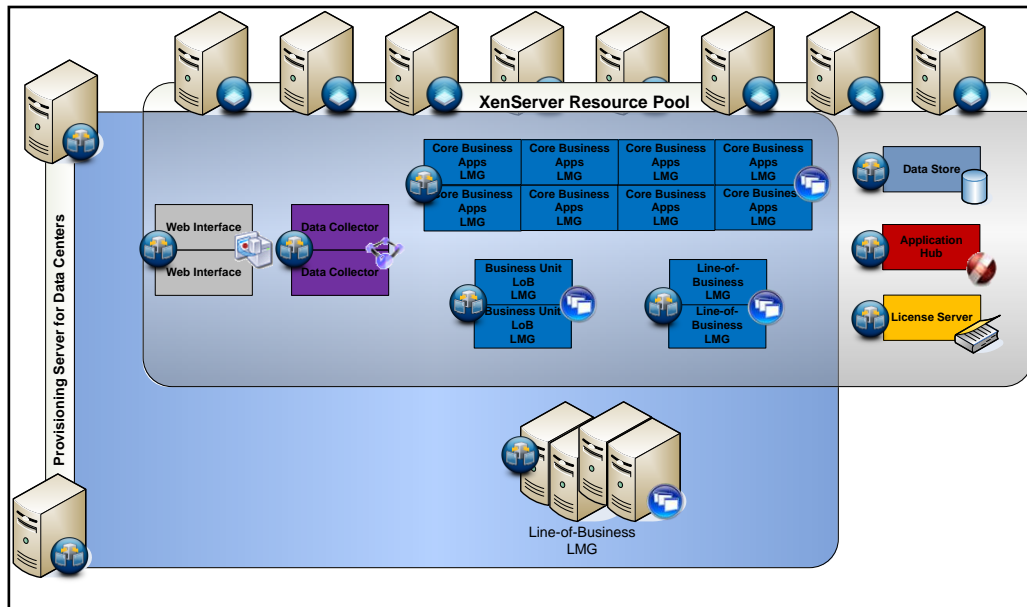 XenServer Resource Pool
Provisioning Server for Data Centers
Core Business
Apps
LMG
Core Business
Apps
LMG
Core Business
Apps
LMG
Core Business
Apps
LMG
Core Business
Apps
LMG
Core Business
Apps
LMG
Core Business
Apps
LMG
Core Business
Apps
LMG
Data Store
Web Interface
Web Interface
Data Collector
Data Collector
Application
Hub
Business Unit
LoB
LMG
Business Unit
LoB
LMG
Line-of-
Business
LMG
Line-of-
Business
LMG
License Server
Line-of-Business
LMG